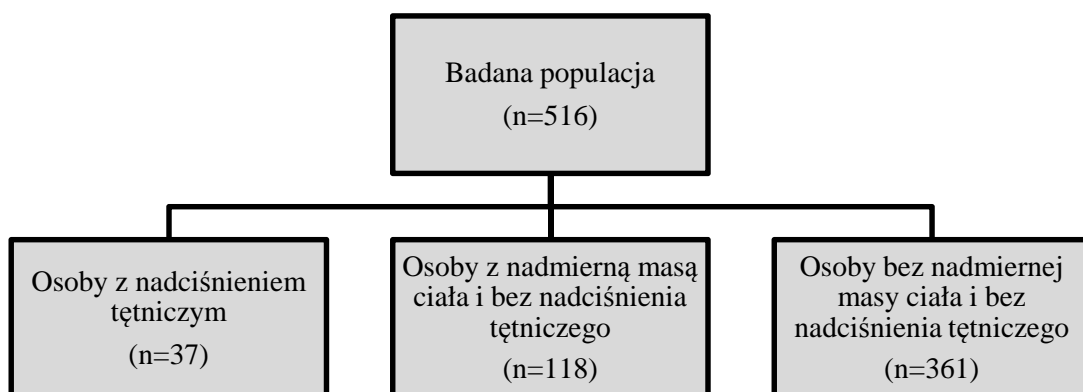 Badana populacja
(n=516)
Osoby z nadciśnieniem
tętniczym
(n=37)
Osoby z nadmierną masą
ciała i bez nadciśnienia
tętniczego
(n=118)
Osoby bez nadmiernej
masy ciała i bez
nadciśnienia tętniczego
(n=361)